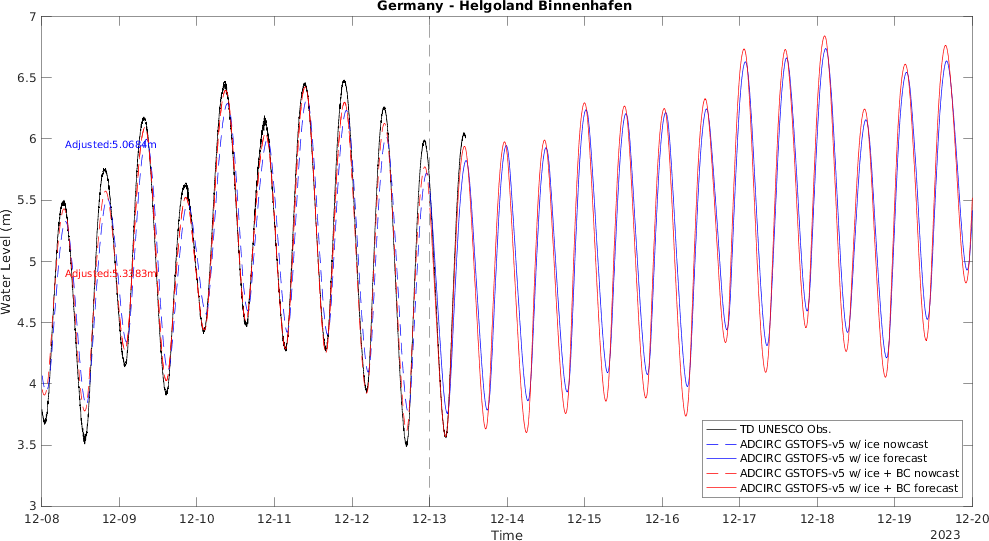 Germany - Helgoland Binnenhafen
Water Level (m)
7
6.5
6
5.5
5
4.5
4
3.5
3
Adjusted:5.0684m
Adjusted:5.3383m
TD UNESCO Obs.
ADCIRC GSTOFS-v5 w/ ice nowcast
ADCIRC GSTOFS-v5 w/ ice forecast
ADCIRC GSTOFS-v5 w/ ice + BC nowcast
ADCIRC GSTOFS-v5 w/ ice + BC forecast
12-08 12-09 12-10 12-11 12-12 12-13 12-14 12-15 12-16 12-17 12-18 12-19 12-20
Time
2023